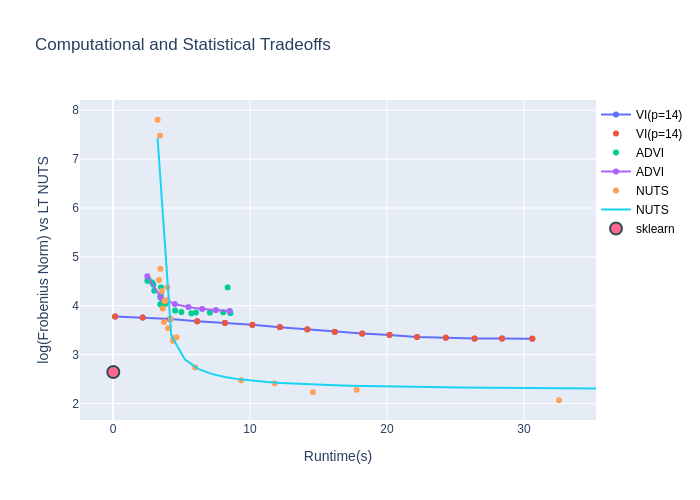 Computational and Statistical Tradeoffs
log(Frobenius Norm) vs LT NUTS
8
7
6
5
4
3
2
0
10
20
30
Runtime(s)
VI(p=14)
VI(p=14)
ADVI
ADVI
NUTS
NUTS
sklearn